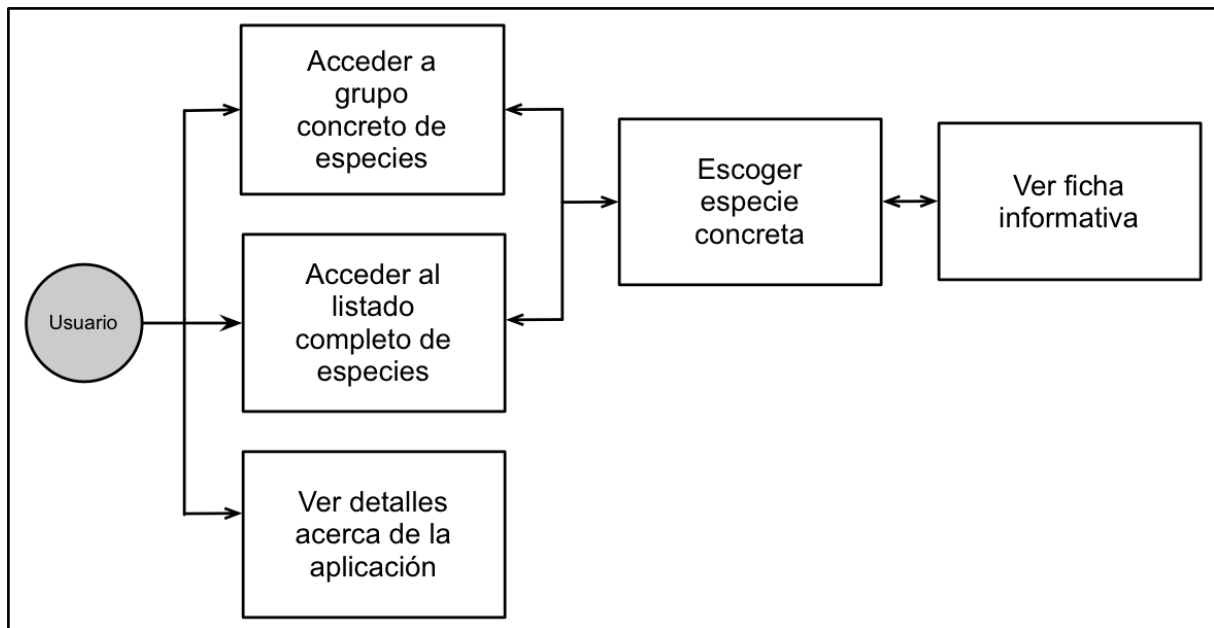 Usuario
Acceder a
grupo
concreto de
especies
Acceder al
listado
completo de
especies
Ver detalles
acerca de la
aplicación
Escoger
especie
concreta
Ver ficha
informativa